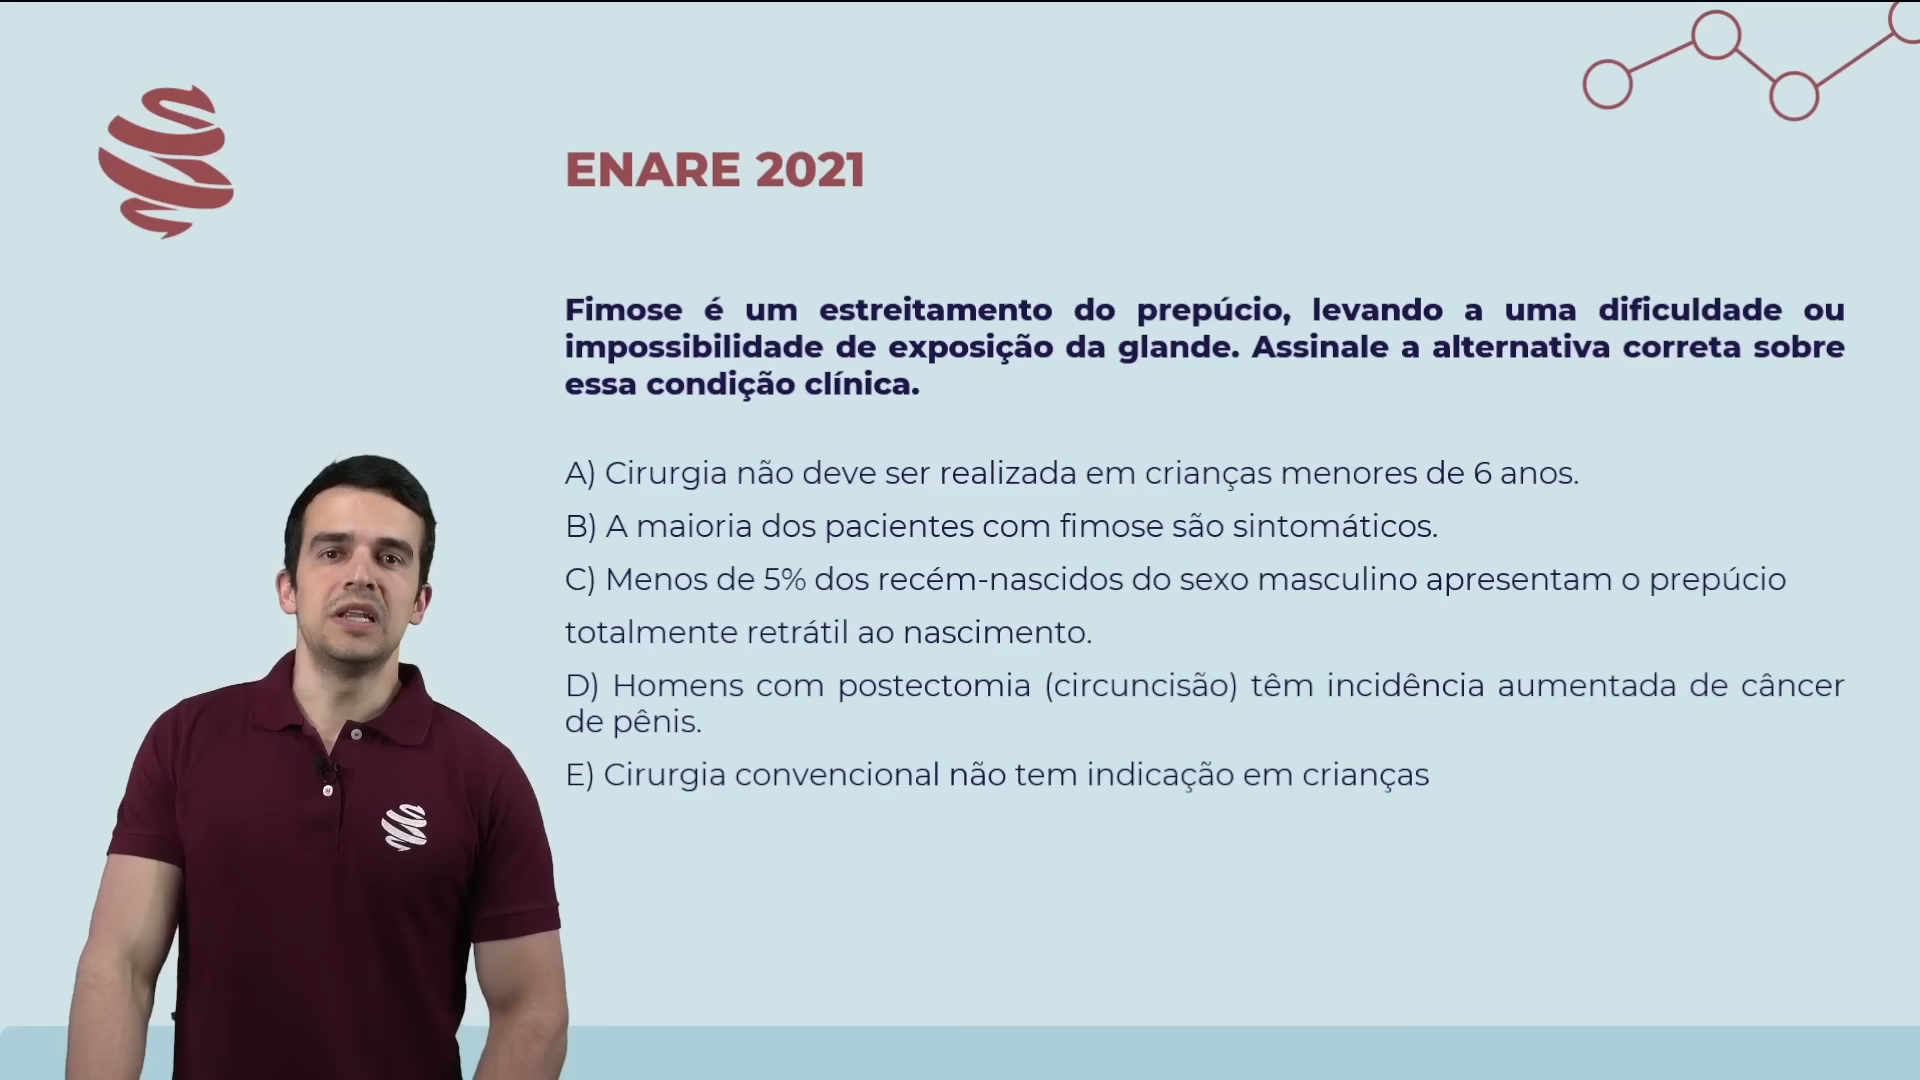 ENARE 2021
Fimose é um estreitamento do prepúcio, levando a uma dificuldade ou
impossibilidade de exposição da glande. Assinale a alternativa correta sobre
essa condição clínica.
A) Cirurgia não deve ser realizada em crianças menores de 6 anos.
B) A maioria dos pacientes com fimose são sintomáticos.
C) Menos de 5% dos recém-nascidos do sexo masculino apresentam o prepúcio
totalmente retrátil ao nascimento.
D) Homens com postectomia (circuncisão) têm incidência aumentada de câncer
de pênis.
E) Cirurgia convencional não tem indicação em crianças